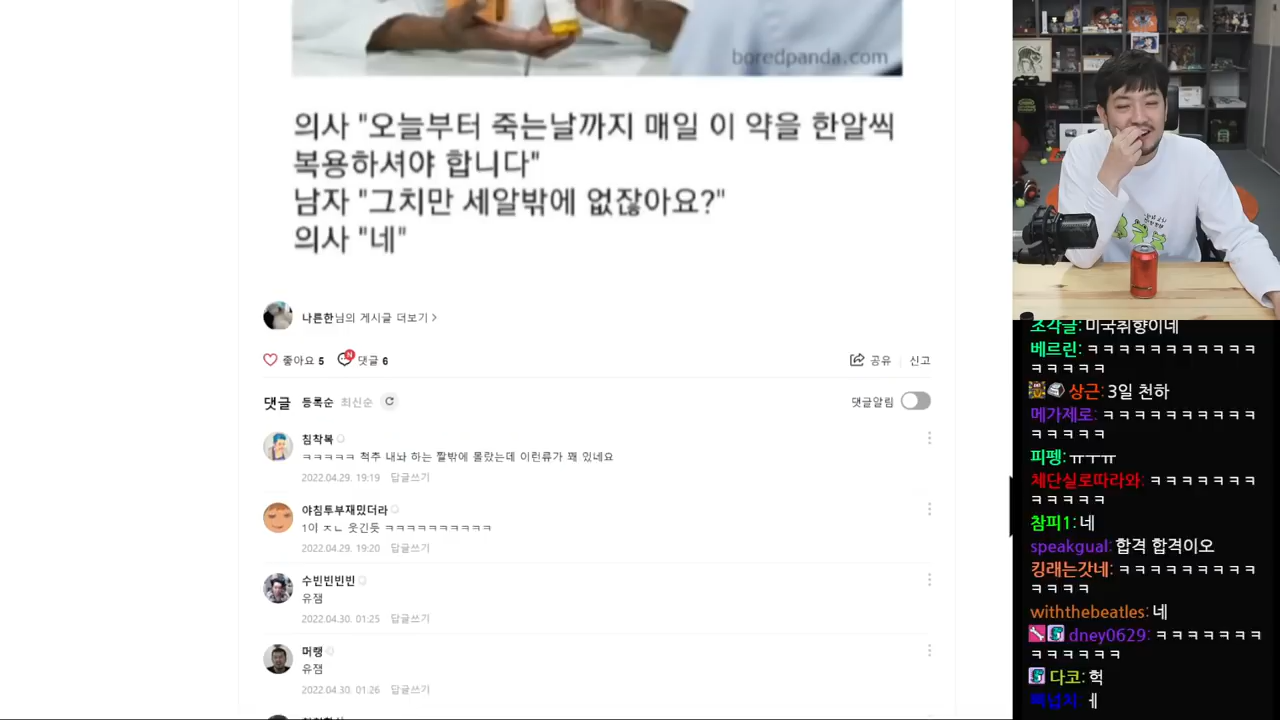 boredpanda.com
의사 "오늘부터 죽는날까지 매일 이 약을 한알씩
복용하셔야 합니다"
남자 "그치만 세알밖에 없잖아요?"
의사 "네"
나른한님의 게시글 더보기 >
좋아요 5 댓글 6
공유 신고
댓글 등록순 최신순
댓글알림
침착복
ㅋㅋㅋㅋㅋ 척주 내놔 하는 짤밖에 몰랐는데 이런류가 꽤 있네요
2022.04.29. 19:19 답글쓰기
야침투부재밌더라
1이 ㅈㄴ 웃긴듯 ㅋㅋㅋㅋㅋㅋㅋㅋㅋㅋ
2022.04.29. 19:20 답글쓰기
수빈빈빈빈
유잼
2022.04.30. 01:25 답글쓰기
머랭
유잼
2022.04.30. 01:26 답글쓰기
조각글: 미국취향이네
베르린: ㅋㅋㅋㅋㅋㅋㅋㅋㅋㅋㅋ
ㅋㅋㅋㅋㅋ
상근: 3일 천하
메가제로: ㅋㅋㅋㅋㅋㅋㅋㅋㅋㅋ
ㅋㅋㅋㅋㅋ
피펭: ㅠㅜㅠ
체단실로따라와: ㅋㅋㅋㅋㅋㅋㅋ
ㅋㅋㅋㅋㅋ
참피1: 네
speakgual: 합격 합격이오
킹래는갓네: ㅋㅋㅋㅋㅋㅋㅋㅋㅋ
ㅋㅋㅋㅋ
withthebeatles: 네
dney0629: ㅋㅋㅋㅋㅋㅋㅋ
ㅋㅋㅋㅋㅋㅋ
다코: 헉
ㅔ